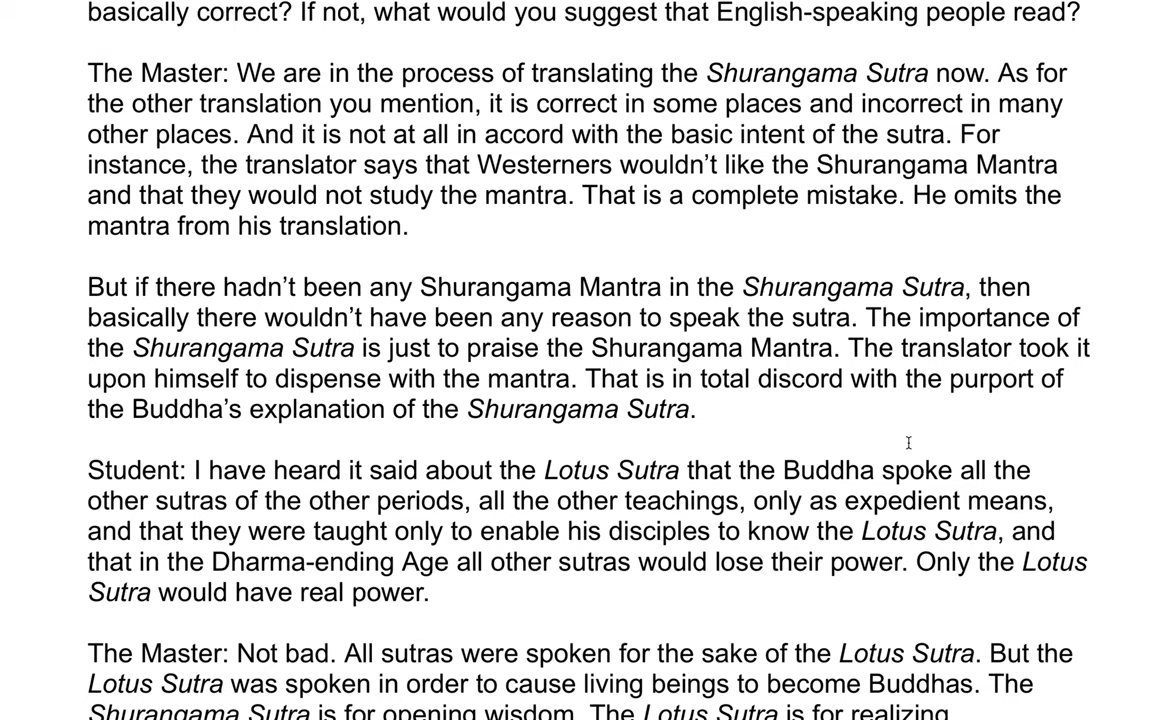 basically correct? If not, what would you suggest that English-speaking people read?
The Master: We are in the process of translating the Shurangama Sutra now. As for
the other translation you mention, it is correct in some places and incorrect in many
other places. And it is not at all in accord with the basic intent of the sutra. For
instance, the translator says that Westerners wouldn’t like the Shurangama Mantra
and that they would not study the mantra. That is a complete mistake. He omits the
mantra from his translation.
But if there hadn’t been any Shurangama Mantra in the Shurangama Sutra, then
basically there wouldn’t have been any reason to speak the sutra. The importance of
the Shurangama Sutra is just to praise the Shurangama Mantra. The translator took it
upon himself to dispense with the mantra. That is in total discord with the purport of
the Buddha’s explanation of the Shurangama Sutra.
Student: I have heard it said about the Lotus Sutra that the Buddha spoke all the
other sutras of the other periods, all the other teachings, only as expedient means,
and that they were taught only to enable his disciples to know the Lotus Sutra, and
that in the Dharma-ending Age all other sutras would lose their power. Only the Lotus
Sutra would have real power.
The Master: Not bad. All sutras were spoken for the sake of the Lotus Sutra. But the
Lotus Sutra was spoken in order to cause living beings to become Buddhas. The
Shurangama Sutra is for opening wisdom. The Lotus Sutra is for realizing